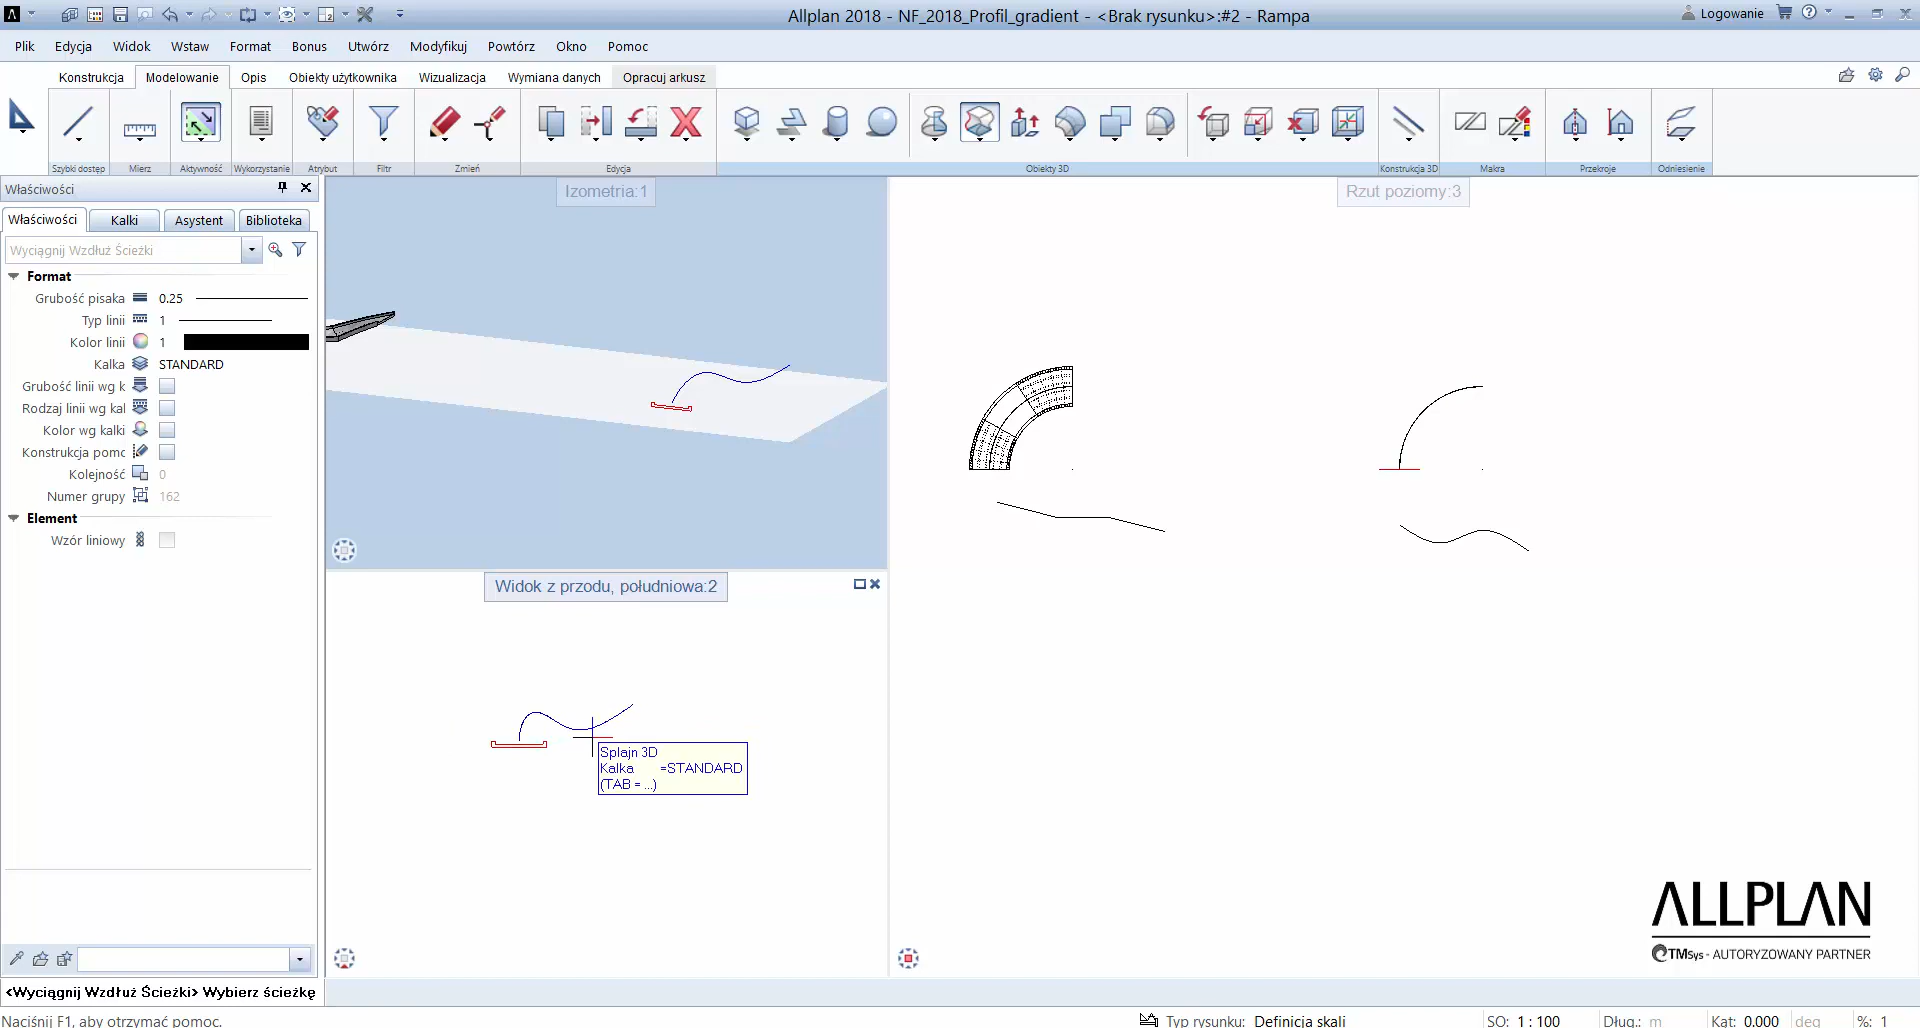 Allplan 2018 - NF_2018_Profil_gradient - <Brak rysunku>:#2 - Rampa
Logowanie
Plik Edycja Widok Wstaw Format Bonus Utwórz Modyfikuj Powtórz Okno Pomoc
Konstrukcja Modelowanie Opis Obiekty użytkownika Wizualizacja Wymiana danych Opracuj arkusz
Szybki dostęp Mierz Aktywność Wykorzystanie Atrybut Filtr Zmień Edycja Obiekty 3D Konstrukcja 3D Makra Przekroje Odniesienie
Właściwości
Właściwości Kalki Asystent Biblioteka
Wyciągnij Wzdłuż Ścieżki
Format
Grubość pisaka 0.25
Typ linii 1
Kolor linii 1
Kalka STANDARD
Grubość linii wg k
Rodzaj linii wg kal
Kolor wg kalki
Konstrukcja pomc
Kolejność 0
Numer grupy 162
Element
Wzór liniowy
Izometria:1
Rzut poziomy:3
Widok z przodu, południowa:2
Splajn 3D
Kalka =STANDARD
(TAB = ...)
ALLPLAN
TMSys - AUTORYZOWANY PARTNER
<Wyciągnij Wzdłuż Ścieżki> Wybierz ścieżkę
Naciśnij F1, aby otrzymać pomoc.
Typ rysunku: Definicja skali SO: 1 : 100 Dług.: m Kąt: 0.000 deg %: 1